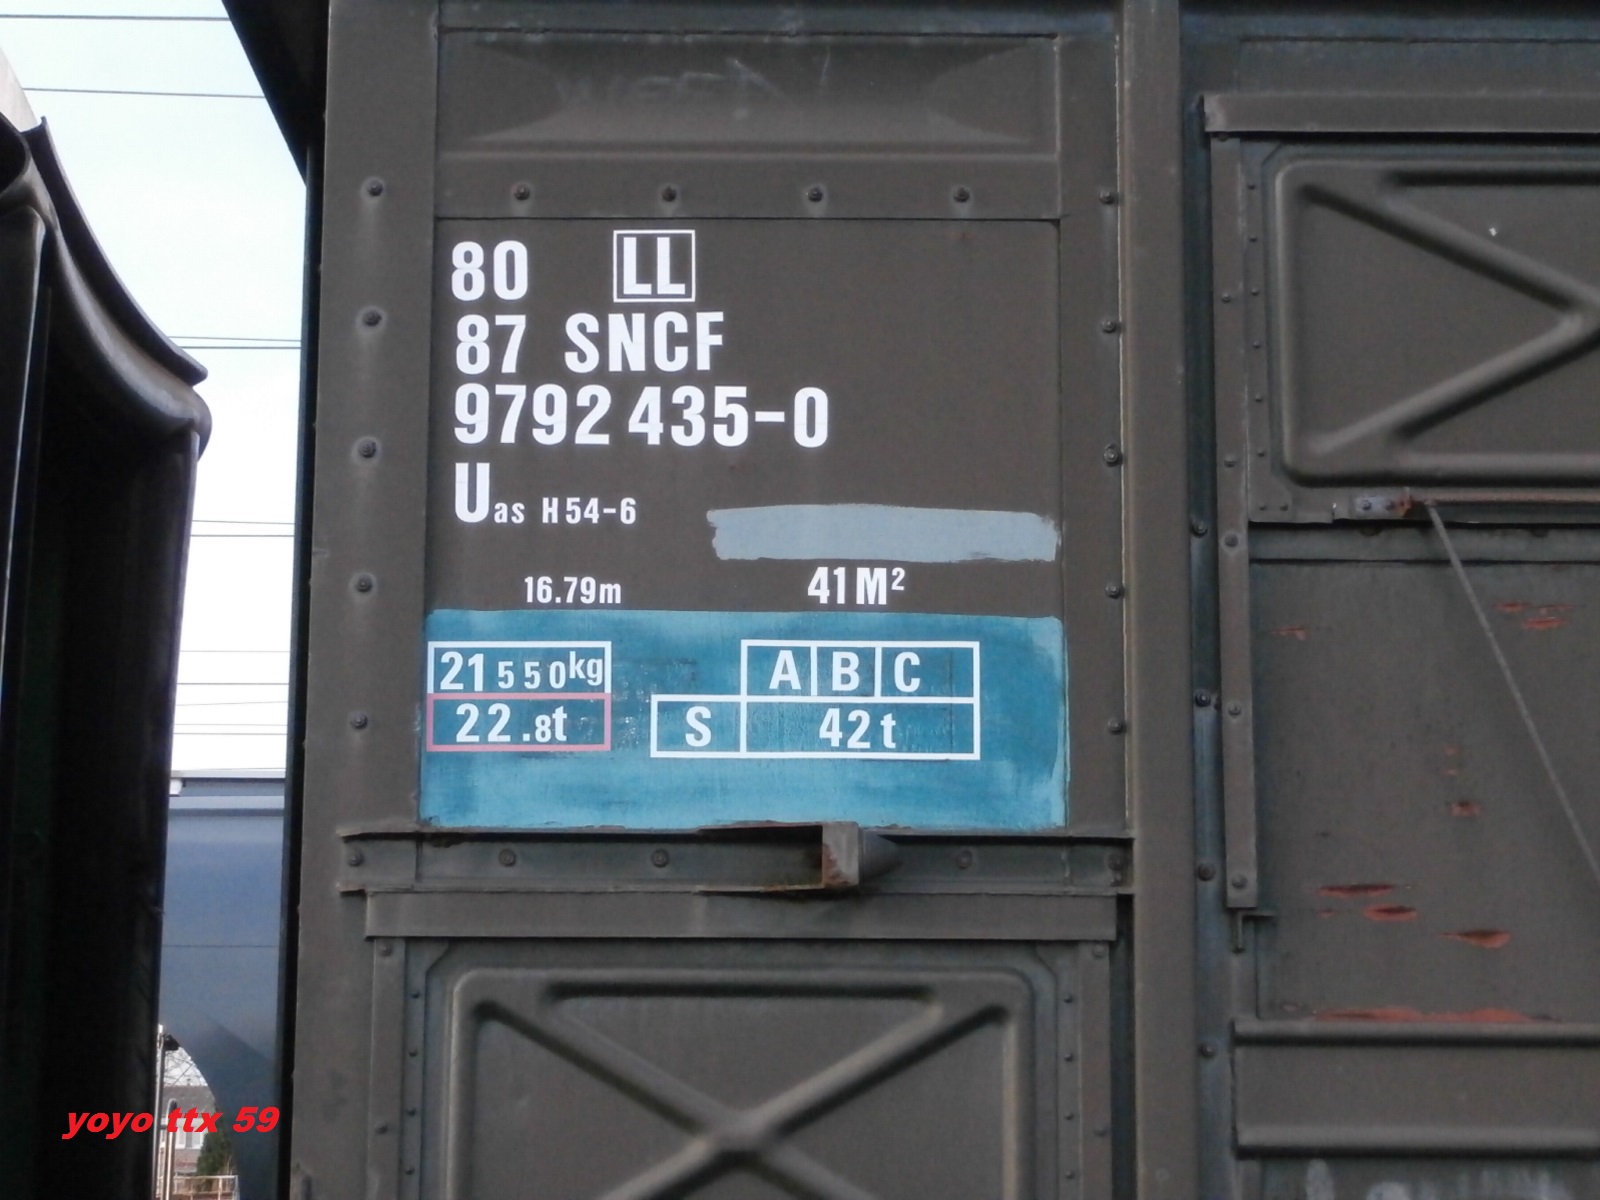 80 LL
87 SNCF
9792 435-0
Uas H54-6
16.79m 41M²
21550kg
22.8t
A B C
S 42t
yoyo ttx 59